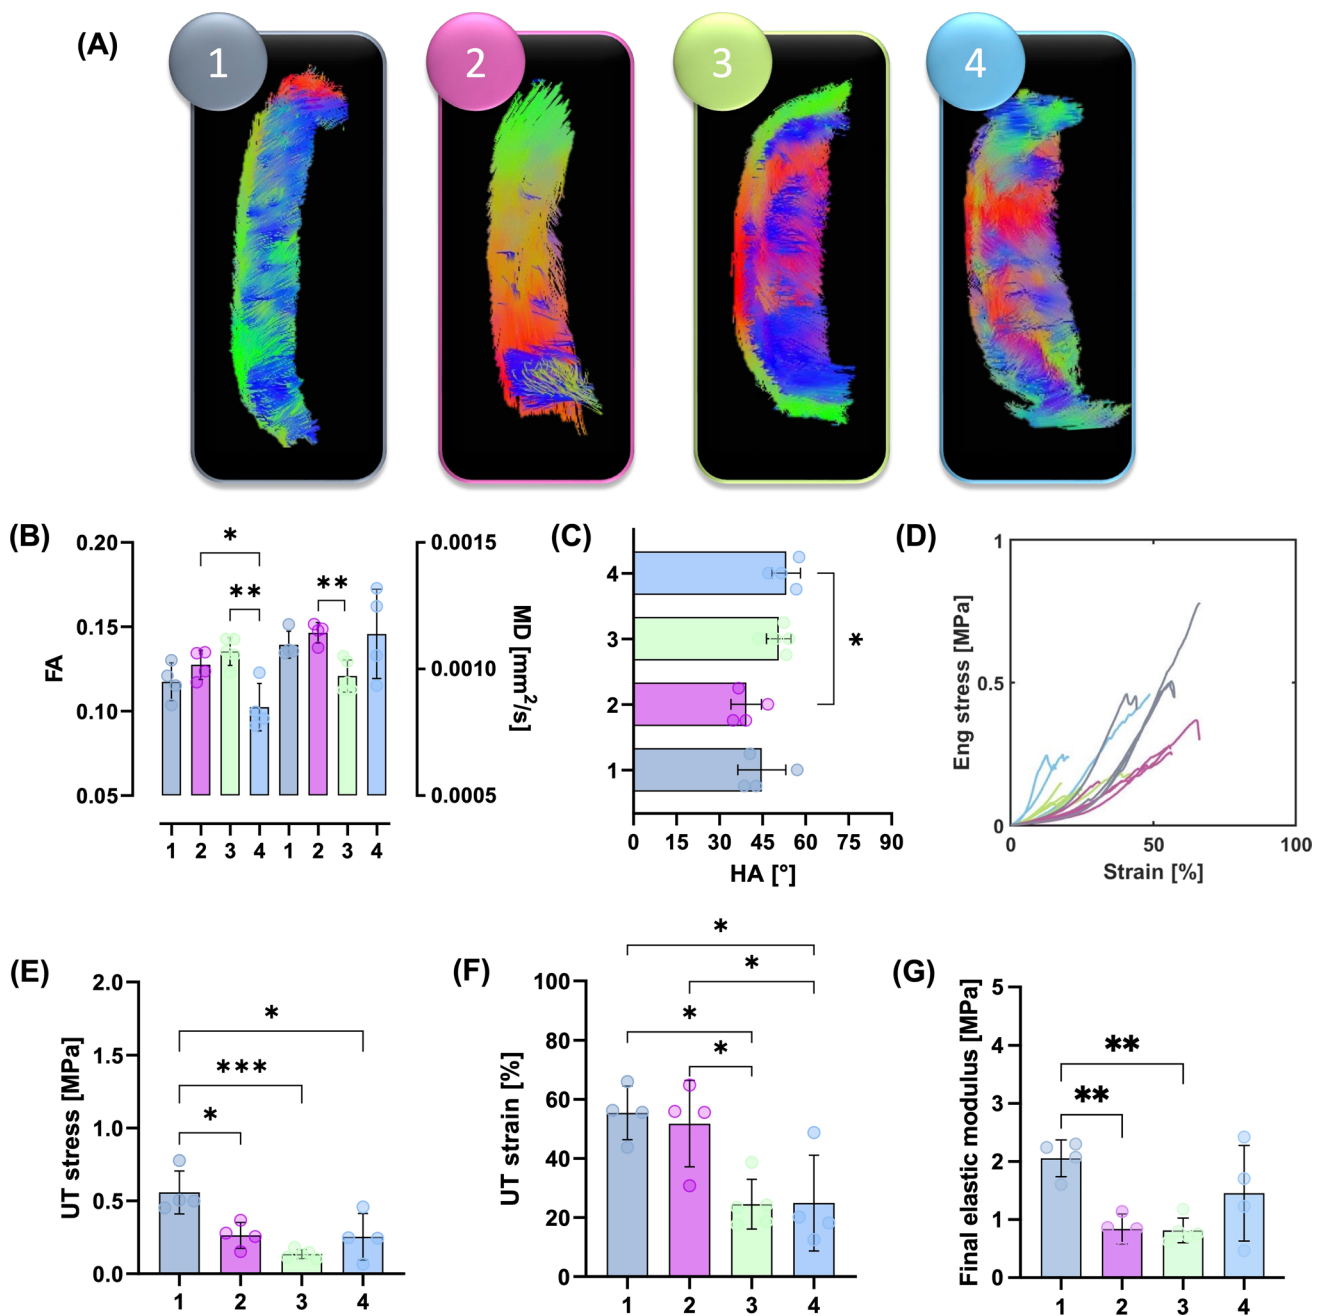 (A)
1
2
3
4
(B)
FA
0.20
0.15
0.10
0.05
*
**
**
0.0015
0.0010
0.0005
MD [mm²/s]
1 2 3 4 1 2 3 4
(C)
4
3
2
1
*
0 15 30 45 60 75 90
HA [°]
(D)
Eng stress [MPa]
1
0.5
0
0 50 100
Strain [%]
(E)
UT stress [MPa]
2.0
1.5
1.0
0.5
0.0
*
***
*
1 2 3 4
(F)
UT strain [%]
100
80
60
40
20
0
*
*
*
*
1 2 3 4
(G)
Final elastic modulus [MPa]
5
4
3
2
1
0
**
**
1 2 3 4